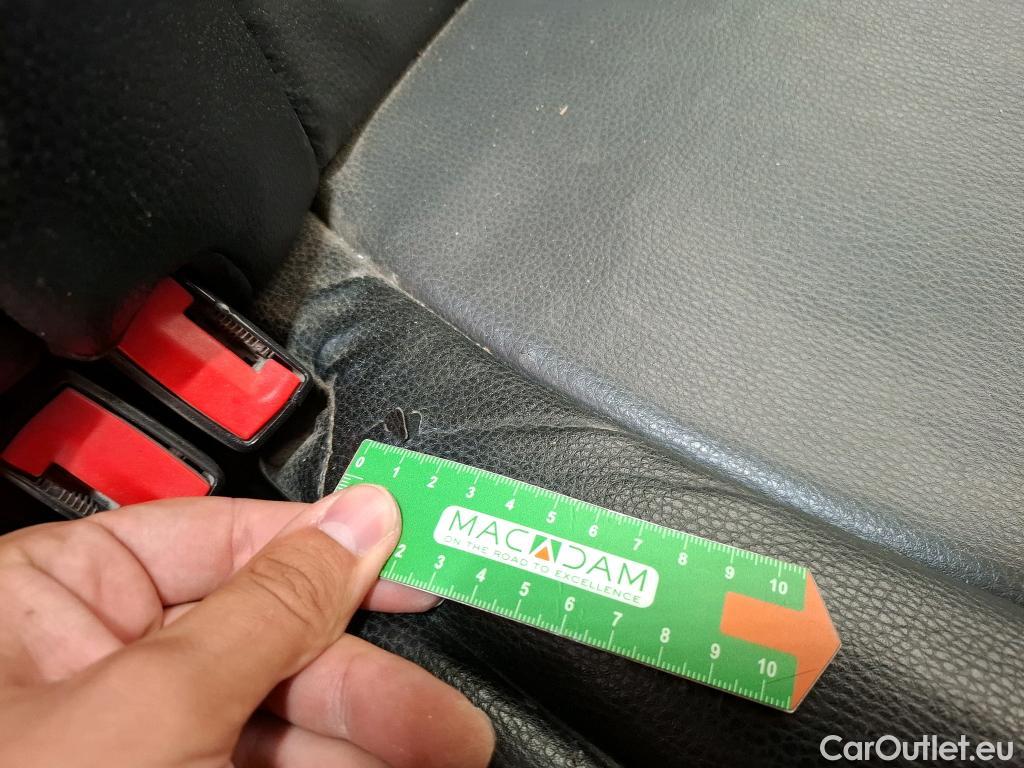 0 1 2 3 4 5 6 7 8 9 10
MACADAM
ON THE ROAD TO EXCELLENCE
2 3 4 5 6 7 8 9 10
CarOutlet.eu